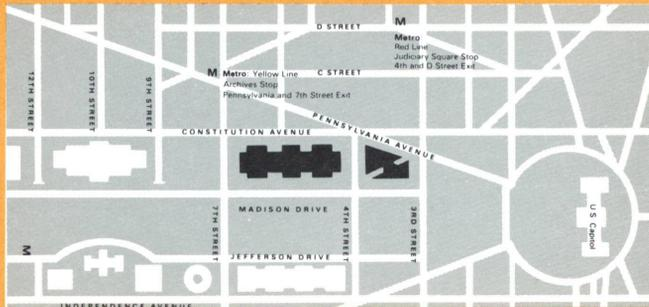 D STREET
M
Metro:
Red Line
Judiciary Square Stop
4th and D Street Exit
M Metro: Yellow Line
Archives Stop
Pennsylvania and 7th Street Exit
C STREET
12TH STREET
10TH STREET
9TH STREET
PENNSYLVANIA AVENUE
CONSTITUTION AVENUE
MADISON DRIVE
7TH STREET
4TH STREET
3RD STREET
U.S. Capitol
M
JEFFERSON DRIVE
INDEPENDENCE AVENUE